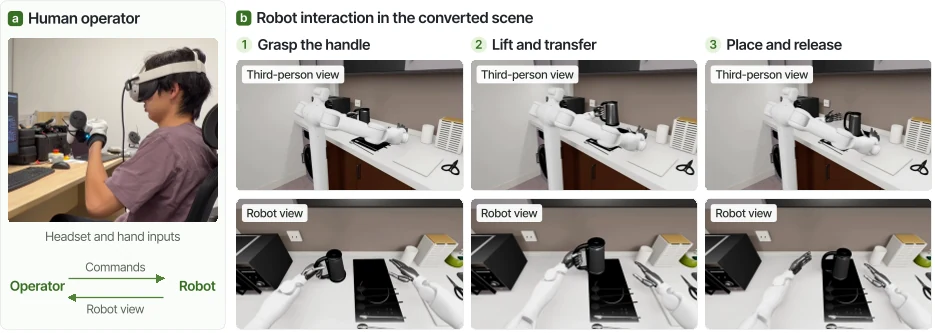 a Human operator
Headset and hand inputs
Commands
Operator
Robot
Robot view
b Robot interaction in the converted scene
1 Grasp the handle
2 Lift and transfer
3 Place and release
Third-person view
Third-person view
Third-person view
Robot view
Robot view
Robot view